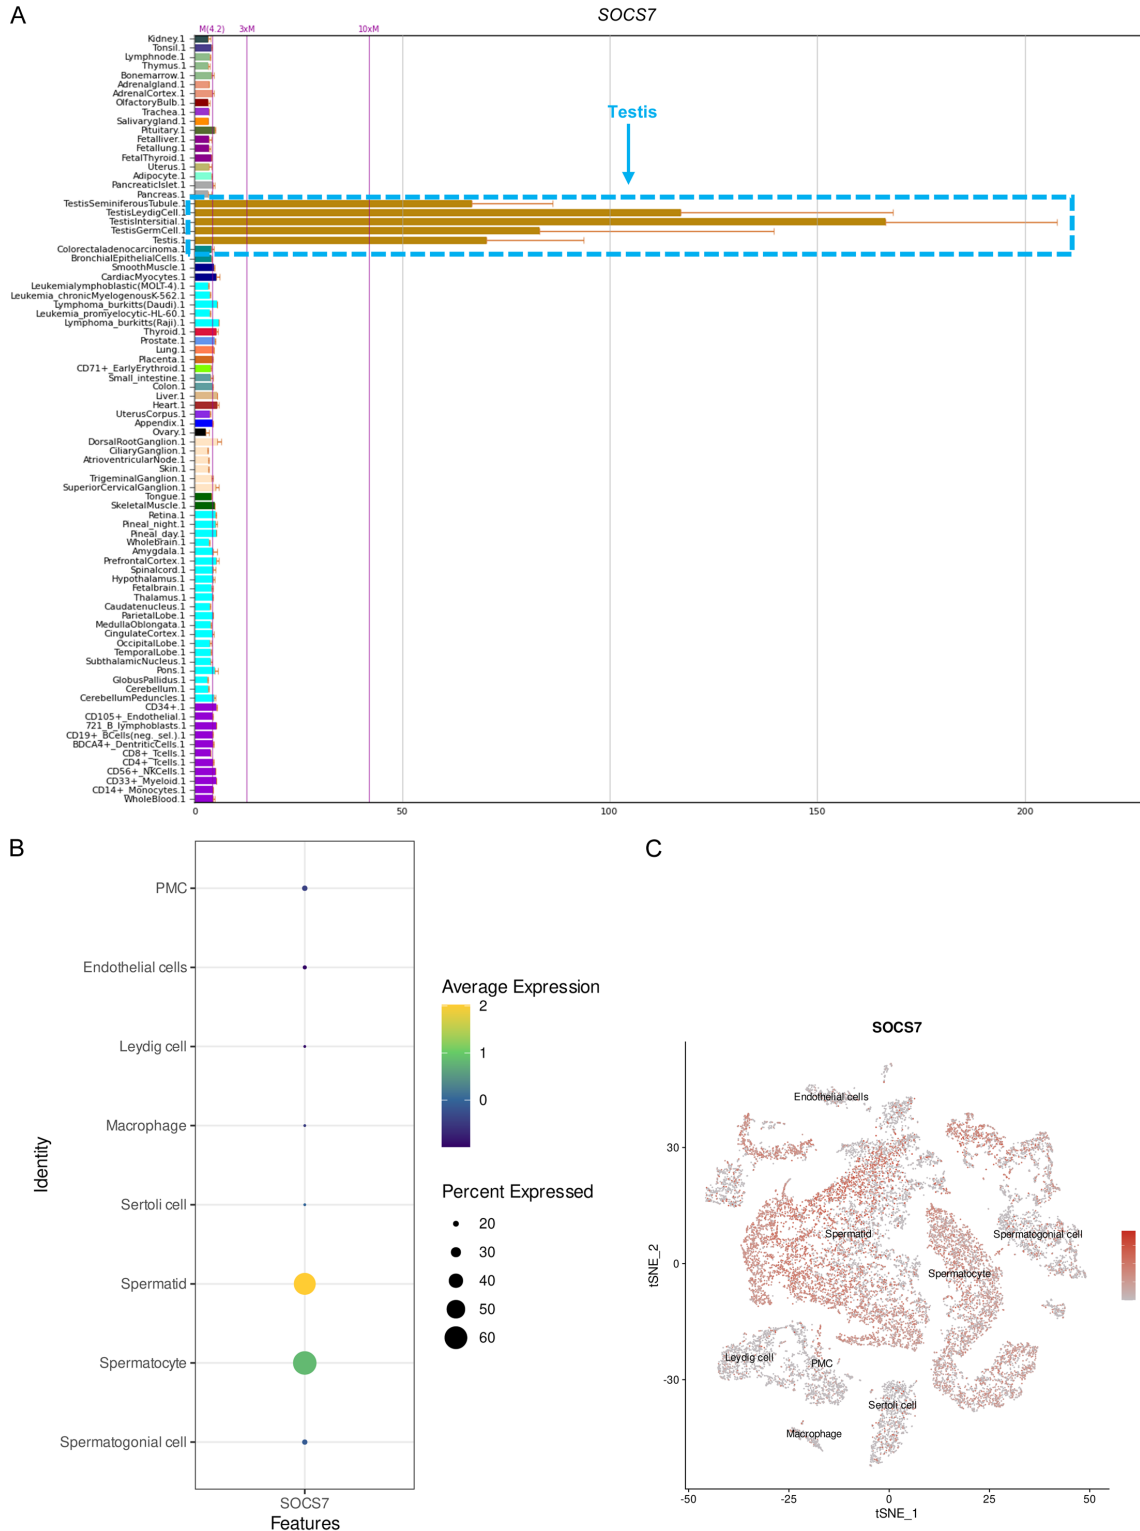 A
SOCS7
M(4.2) 3xM 10xM
Kidney.1
Tonsil.1
Lymphnode.1
Thymus.1
Bonemarrow.1
Adrenalgland.1
AdrenalCortex.1
OlfactoryBulb.1
Trachea.1
Salivarygland.1
Pituitary.1
Fetalliver.1
Fetallung.1
FetalThyroid.1
Uterus.1
Adipocyte.1
PancreaticIslet.1
Pancreas.1
TestisSeminiferousTubule.1
TestisLeydigCell.1
TestisIntersitial.1
TestisGermCell.1
Testis.1
Colorectaladenocarcinoma.1
BronchialEpithelialCells.1
SmoothMuscle.1
CardiacMyocytes.1
Leukemialymphoblastic(MOLT-4).1
Leukemia_chronicMyelogenousK-562.1
Lymphoma_burkitts(Daudi).1
Leukemia_promyelocytic-HL-60.1
Lymphoma_burkitts(Raji).1
Thyroid.1
Prostate.1
Lung.1
Placenta.1
CD71+_EarlyErythroid.1
Small_intestine.1
Colon.1
Liver.1
Heart.1
UterusCorpus.1
Appendix.1
Ovary.1
DorsalRootGanglion.1
CiliaryGanglion.1
AtrioventricularNode.1
Skin.1
TrigeminalGanglion.1
SuperiorCervicalGanglion.1
Tongue.1
SkeletalMuscle.1
Retina.1
Pineal_night.1
Pineal_day.1
Wholebrain.1
Amygdala.1
PrefrontalCortex.1
Spinalcord.1
Hypothalamus.1
Fetalbrain.1
Thalamus.1
Caudatenucleus.1
ParietalLobe.1
MedullaOblongata.1
CingulateCortex.1
OccipitalLobe.1
TemporalLobe.1
SubthalamicNucleus.1
Pons.1
GlobusPallidus.1
Cerebellum.1
CerebellumPeduncles.1
CD34+.1
CD105+_Endothelial.1
721_B_lymphoblasts.1
CD19+_BCells(neg._sel.).1
BDCA4+_DentriticCells.1
CD8+_Tcells.1
CD4+_Tcells.1
CD56+_NKCells.1
CD33+_Myeloid.1
CD14+_Monocytes.1
WholeBlood.1
Testis
0 50 100 150 200
B
Identity
PMC
Endothelial cells
Leydig cell
Macrophage
Sertoli cell
Spermatid
Spermatocyte
Spermatogonial cell
SOCS7
Features
Average Expression
2
1
0
Percent Expressed
20
30
40
50
60
C
SOCS7
tSNE_2
30
0
-30
Endothelial cells
Spermatid
Spermatogonial cell
Spermatocyte
Leydig cell
PMC
Sertoli cell
Macrophage
-50 -25 0 25 50
tSNE_1